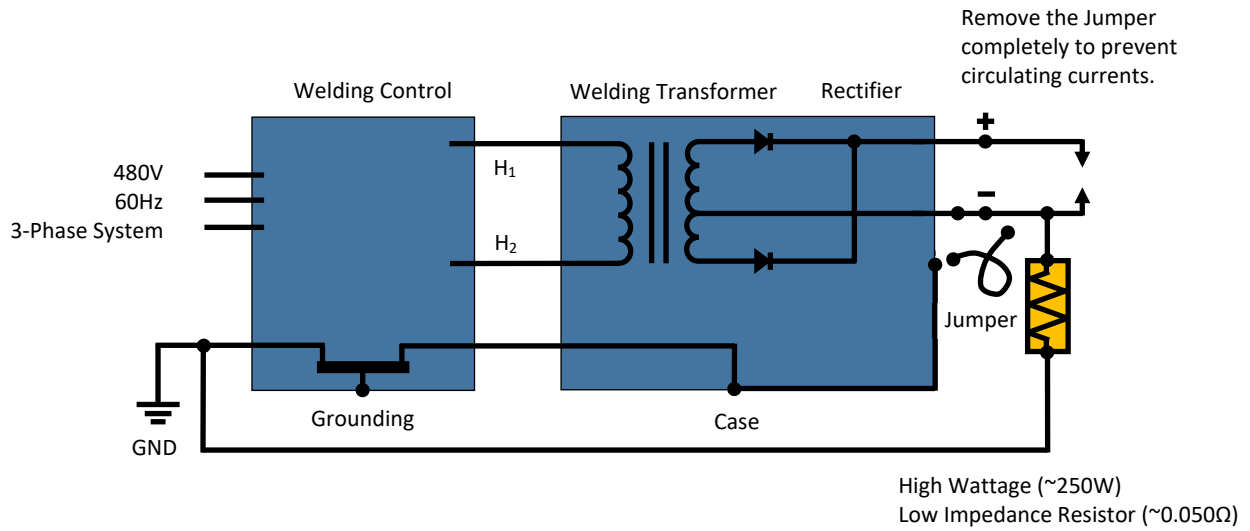 Remove the Jumper
completely to prevent
circulating currents.
Welding Control
Welding Transformer
Rectifier
+
480V
60Hz
3-Phase System
H₁
H₂
-
Jumper
Grounding
Case
GND
High Wattage (~250W)
Low Impedance Resistor (~0.050Ω)